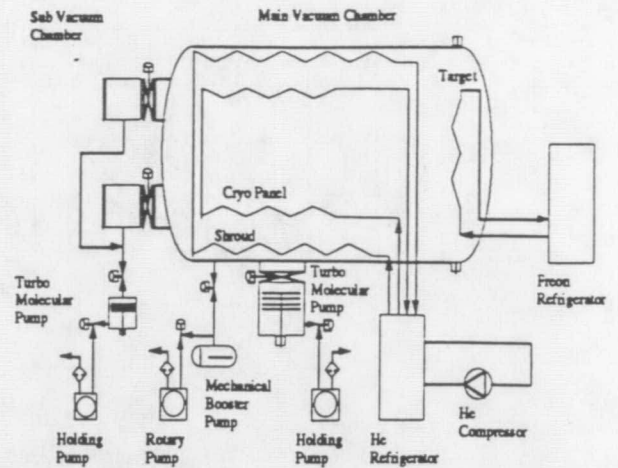 Sub Vacuum
Chamber
Main Vacuum Chamber
Target
Cryo Panel
Shroud
Turbo
Molecular
Pump
Turbo
Molecular
Pump
Freon
Refrigerator
Mechanical
Booster
Pump
He
Compressor
Holding
Pump
Rotary
Pump
Holding
Pump
He
Refrigerator